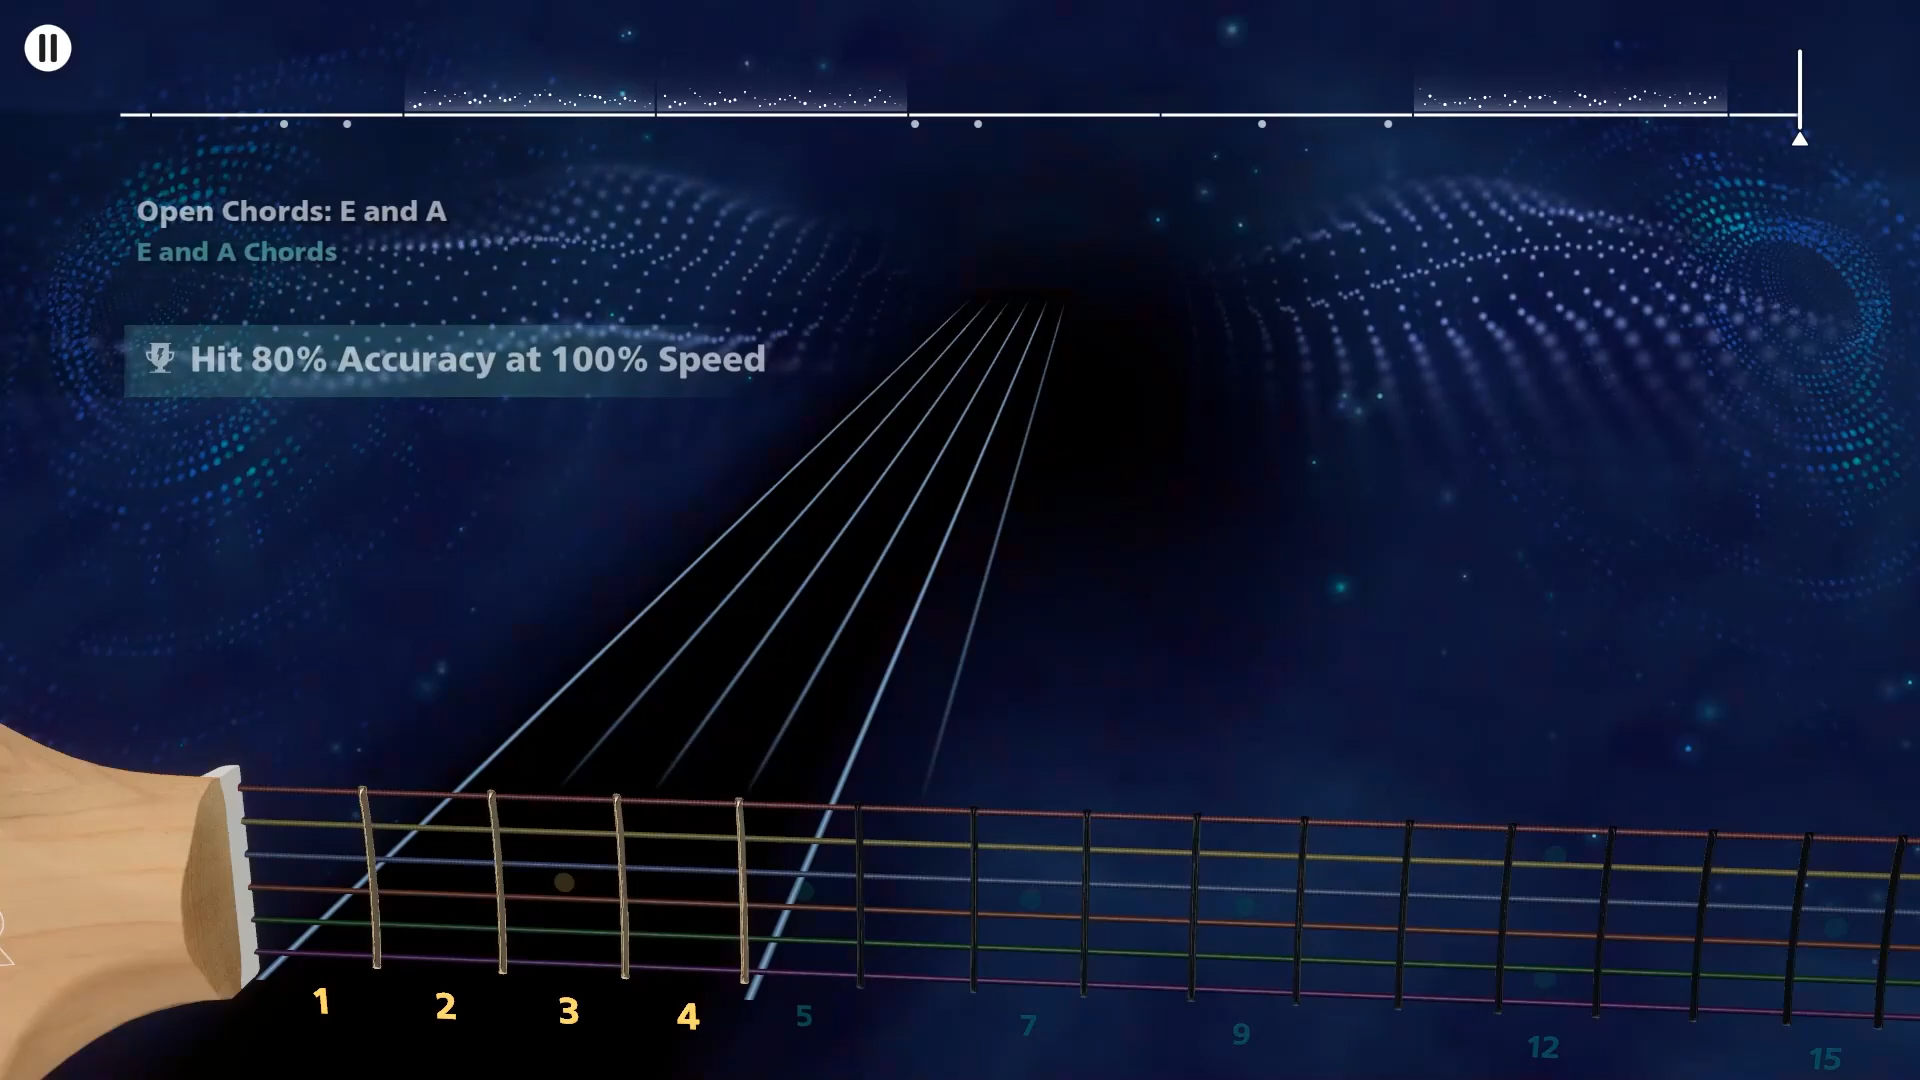 Open Chords: E and A
E and A Chords
Hit 80% Accuracy at 100% Speed
1 2 3 4 5 7 9 12 15